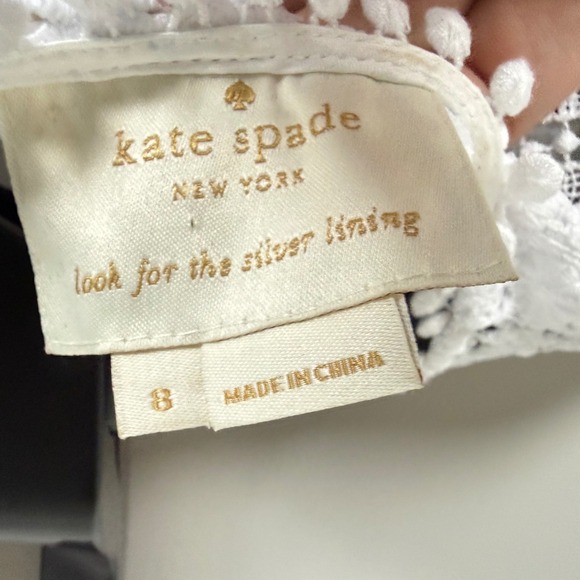 kate spade
NEW YORK
look for the silver lining
8
MADE IN CHINA